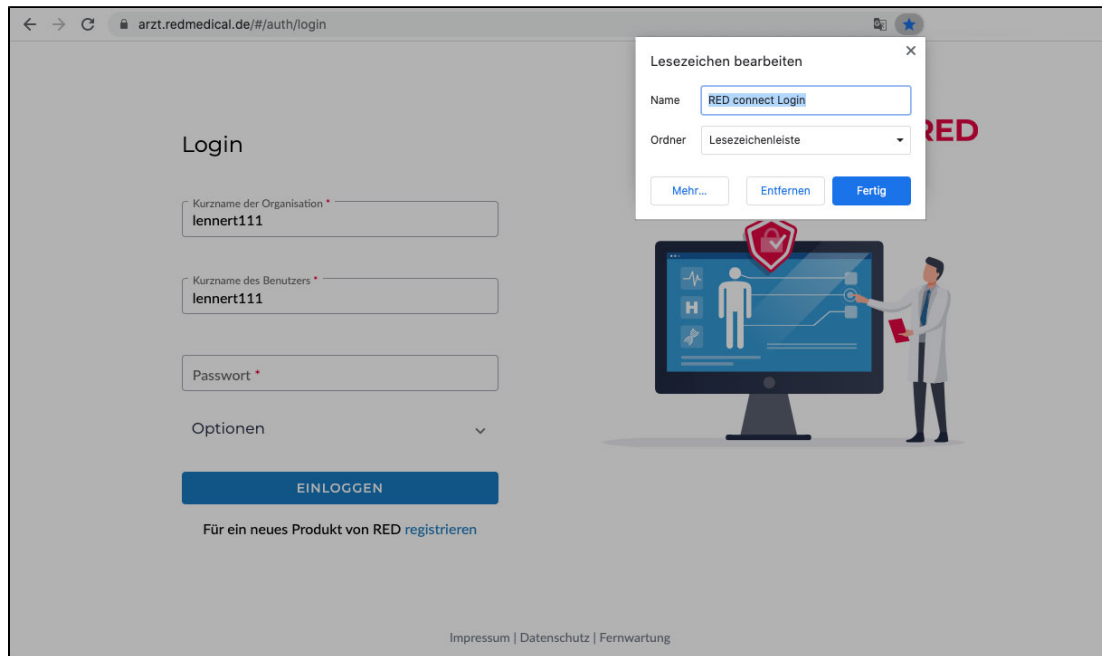 arzt.redmedical.de/#/auth/login
Lesezeichen bearbeiten
Name RED connect Login
Ordner Lesezeichenleiste
Mehr... Entfernen Fertig
RED
Login
Kurzname der Organisation *
lennert111
Kurzname des Benutzers *
lennert111
Passwort *
Optionen
EINLOGGEN
Für ein neues Produkt von RED registrieren
H
Impressum | Datenschutz | Fernwartung